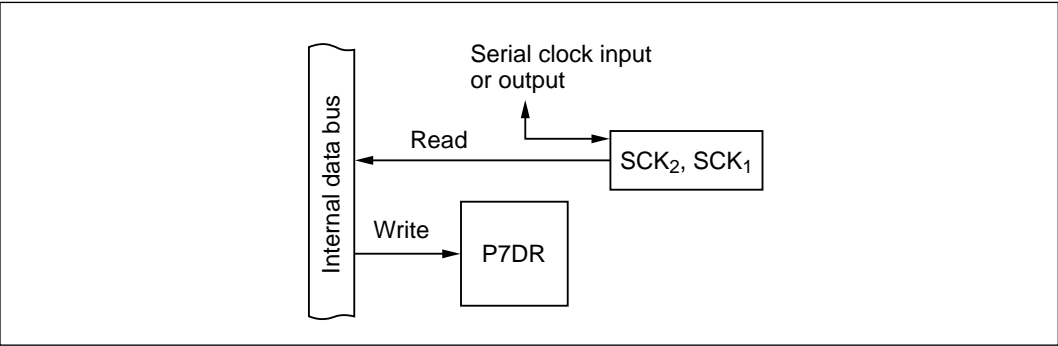 Serial clock input
or output
Internal data bus
Read
SCK₂, SCK₁
Write
P7DR